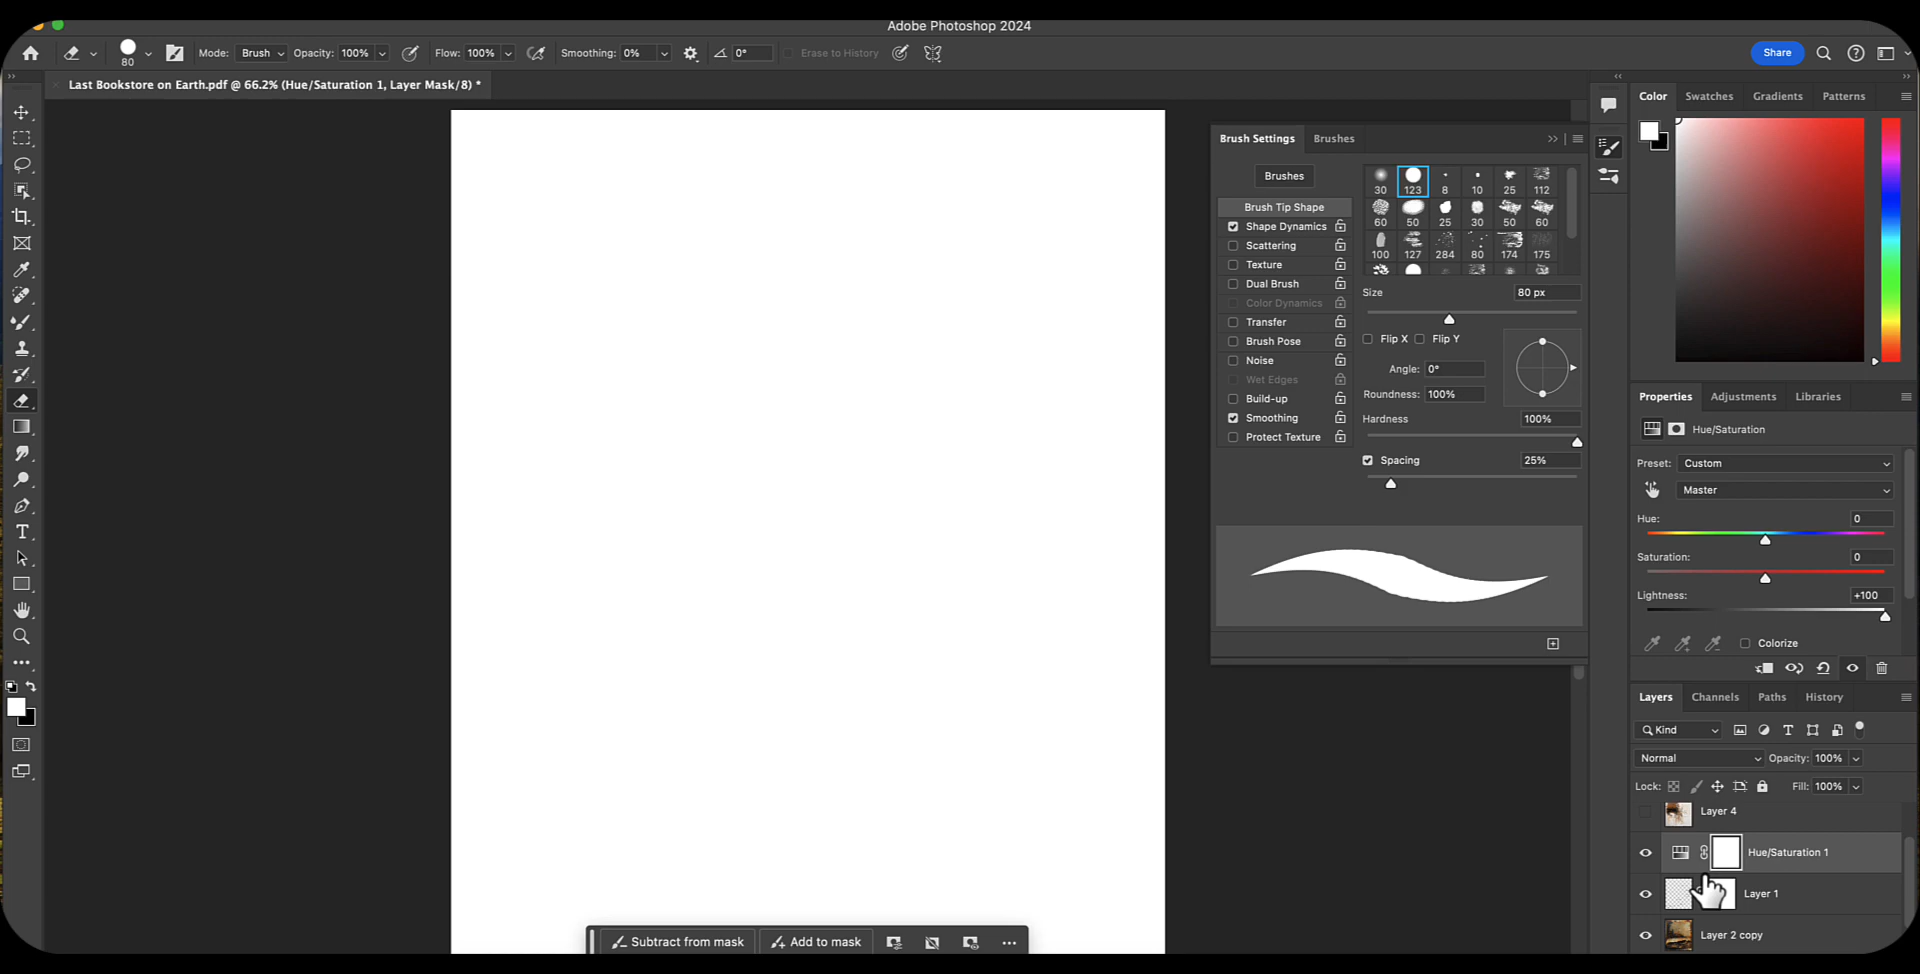 Adobe Photoshop 2024
80 Mode: Brush Opacity: 100% Flow: 100% Smoothing: 0% 0° Erase to History Share
Last Bookstore on Earth.pdf @ 66.2% (Hue/Saturation 1, Layer Mask/8) *
Brush Settings Brushes
Brushes
Brush Tip Shape
Shape Dynamics
Scattering
Texture
Dual Brush
Color Dynamics
Transfer
Brush Pose
Noise
Wet Edges
Build-up
Smoothing
Protect Texture
30 123 8 10 25 112
60 50 25 30 50 60
100 127 284 80 174 175
Size 80 px
Flip X Flip Y
Angle: 0°
Roundness: 100%
Hardness 100%
Spacing 25%
Color Swatches Gradients Patterns
Properties Adjustments Libraries
Hue/Saturation
Preset: Custom
Master
Hue: 0
Saturation: 0
Lightness: +100
Colorize
Layers Channels Paths History
Kind
Normal Opacity: 100%
Lock: Fill: 100%
Layer 4
Hue/Saturation 1
Layer 1
Layer 2 copy
Subtract from mask Add to mask